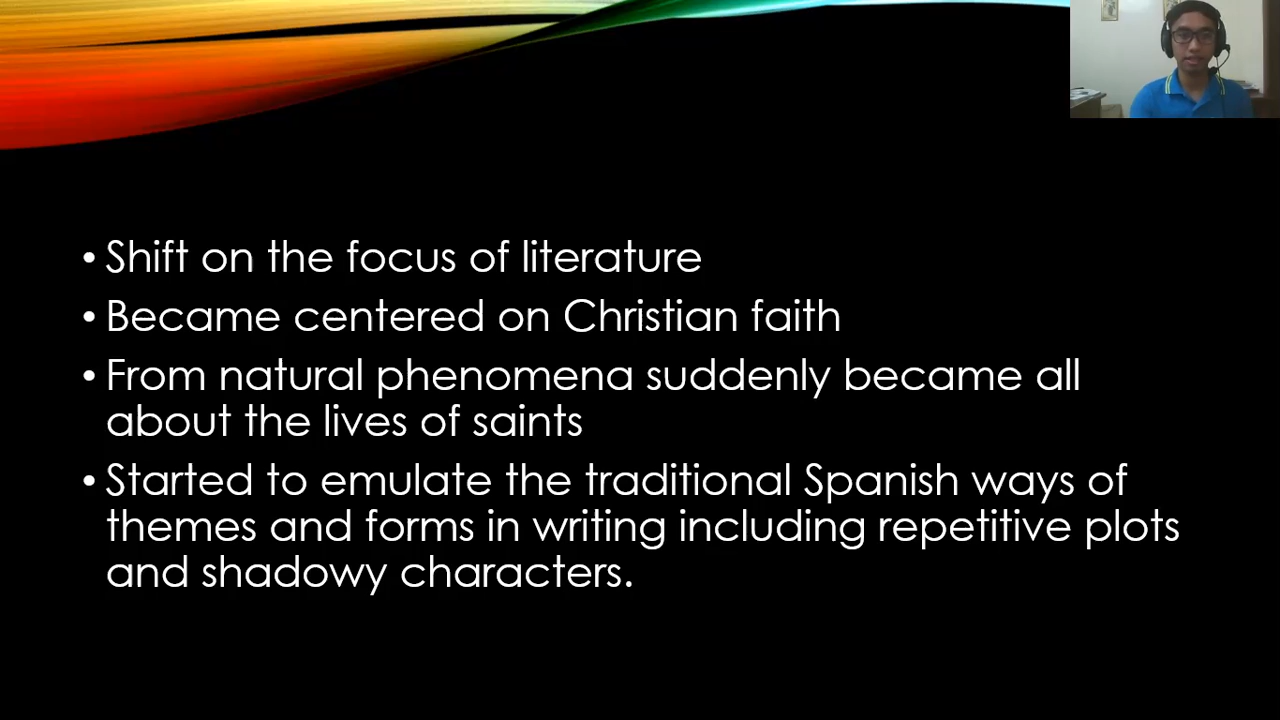 • Shift on the focus of literature
• Became centered on Christian faith
• From natural phenomena suddenly became all
about the lives of saints
• Started to emulate the traditional Spanish ways of
themes and forms in writing including repetitive plots
and shadowy characters.